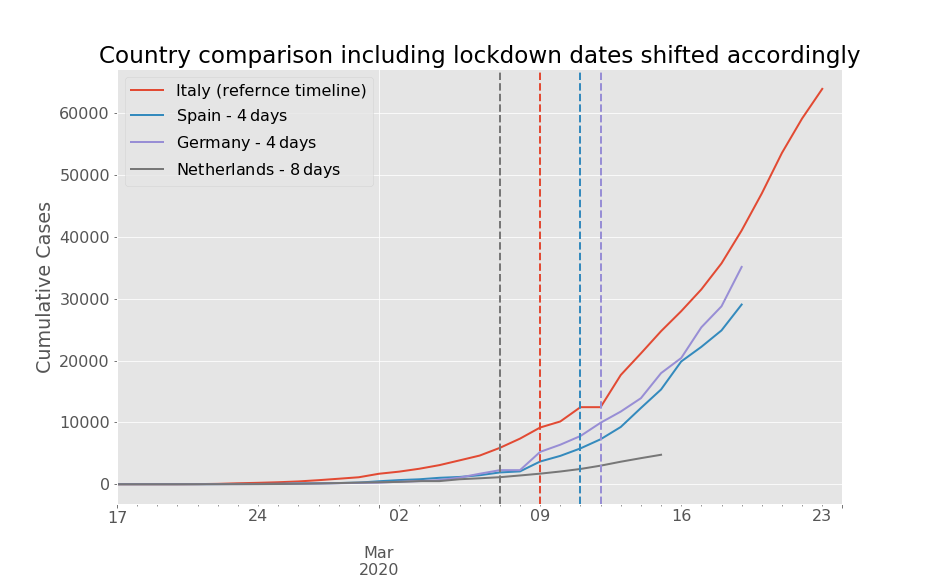 Country comparison including lockdown dates shifted accordingly
Italy (refernce timeline)
Spain - 4 days
Germany - 4 days
Netherlands - 8 days
Cumulative Cases
60000
50000
40000
30000
20000
10000
0
17 24 02 09 16 23
Mar
2020